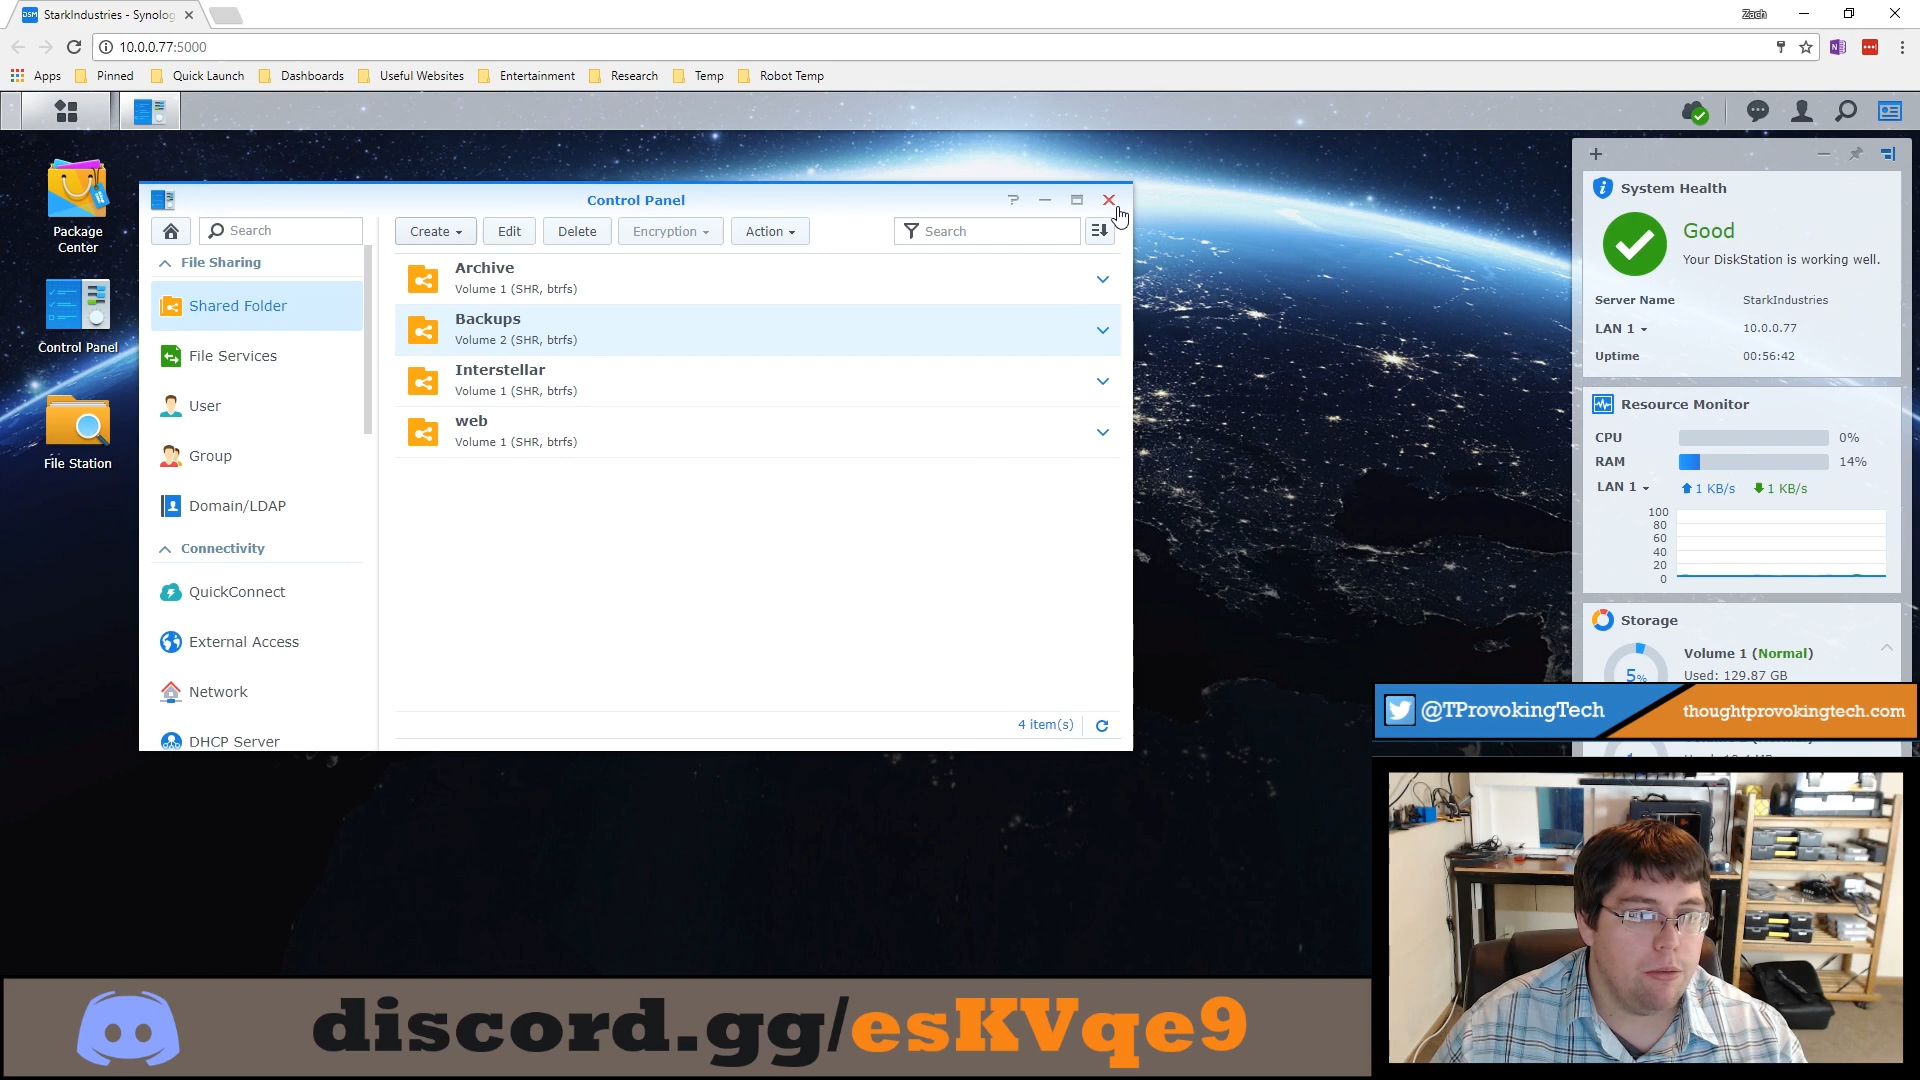 StarkIndustries - Synolog
Zach
10.0.0.77:5000
Apps
Pinned
Quick Launch
Dashboards
Useful Websites
Entertainment
Research
Temp
Robot Temp
Package
Center
Control Panel
File Station
Control Panel
Search
File Sharing
Shared Folder
File Services
User
Group
Domain/LDAP
Connectivity
QuickConnect
External Access
Network
DHCP Server
Create
Edit
Delete
Encryption
Action
Search
Archive
Volume 1 (SHR, btrfs)
Backups
Volume 2 (SHR, btrfs)
Interstellar
Volume 1 (SHR, btrfs)
web
Volume 1 (SHR, btrfs)
4 item(s)
System Health
Good
Your DiskStation is working well.
Server Name StarkIndustries
LAN 1 10.0.0.77
Uptime 00:56:42
Resource Monitor
CPU 0%
RAM 14%
LAN 1 1 KB/s 1 KB/s
100
80
60
40
20
0
Storage
Volume 1 (Normal)
5%
Used: 129.87 GB
@TProvokingTech
thoughtprovokingtech.com
discord.gg/esKVqe9